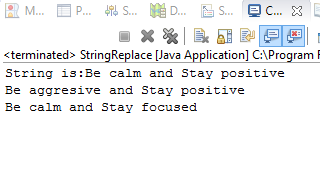 M
D
S
C
<terminated> StringReplace [Java Application] C:\Program F
String is:Be calm and Stay positive
Be aggresive and Stay positive
Be calm and Stay focused